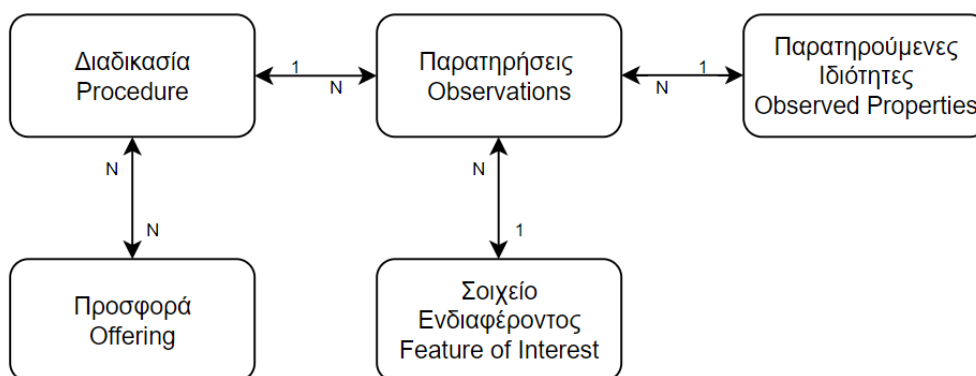 Διαδικασία
Procedure
1
N
Παρατηρήσεις
Observations
1
N
Παρατηρούμενες
Ιδιότητες
Observed Properties
N
N
N
1
Προσφορά
Offering
Σοιχείο
Ενδιαφέροντος
Feature of Interest